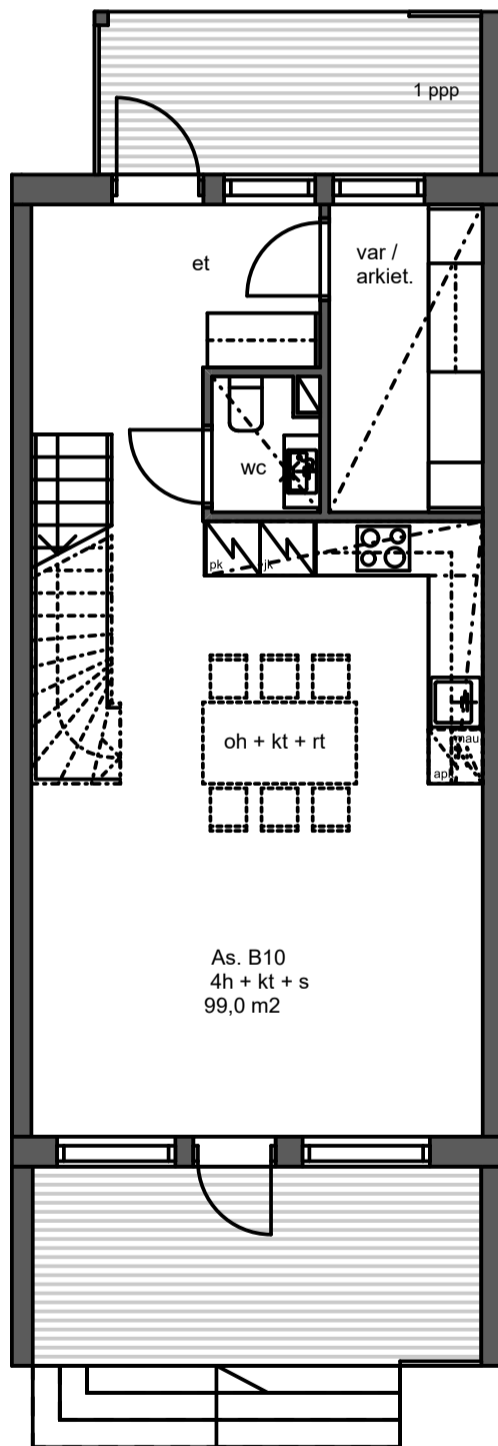 1 ppp
et
var /
arkiet.
wc
pk
jk
oh + kt + rt
mau
apk
As. B10
4h + kt + s
99,0 m2